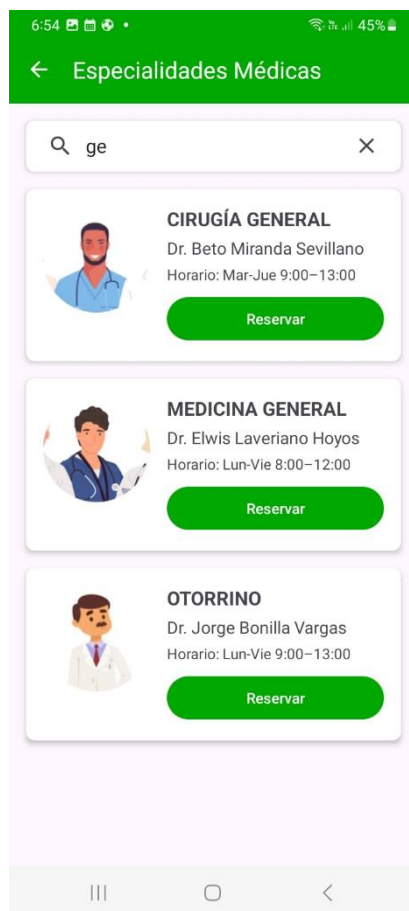 6:54
45%
Especialidades Médicas
ge
CIRUGÍA GENERAL
Dr. Beto Miranda Sevillano
Horario: Mar-Jue 9:00–13:00
Reservar
MEDICINA GENERAL
Dr. Elwis Laveriano Hoyos
Horario: Lun-Vie 8:00–12:00
Reservar
OTORRINO
Dr. Jorge Bonilla Vargas
Horario: Lun-Vie 9:00–13:00
Reservar